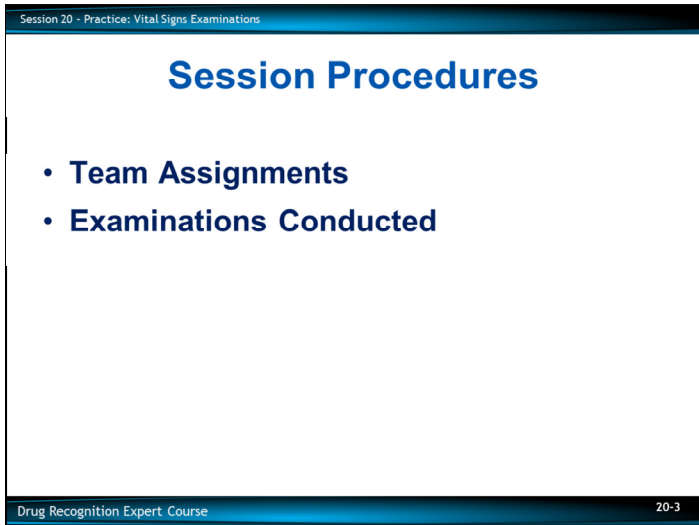 Session 20 - Practice: Vital Signs Examinations
Session Procedures
• Team Assignments
• Examinations Conducted
Drug Recognition Expert Course
20-3